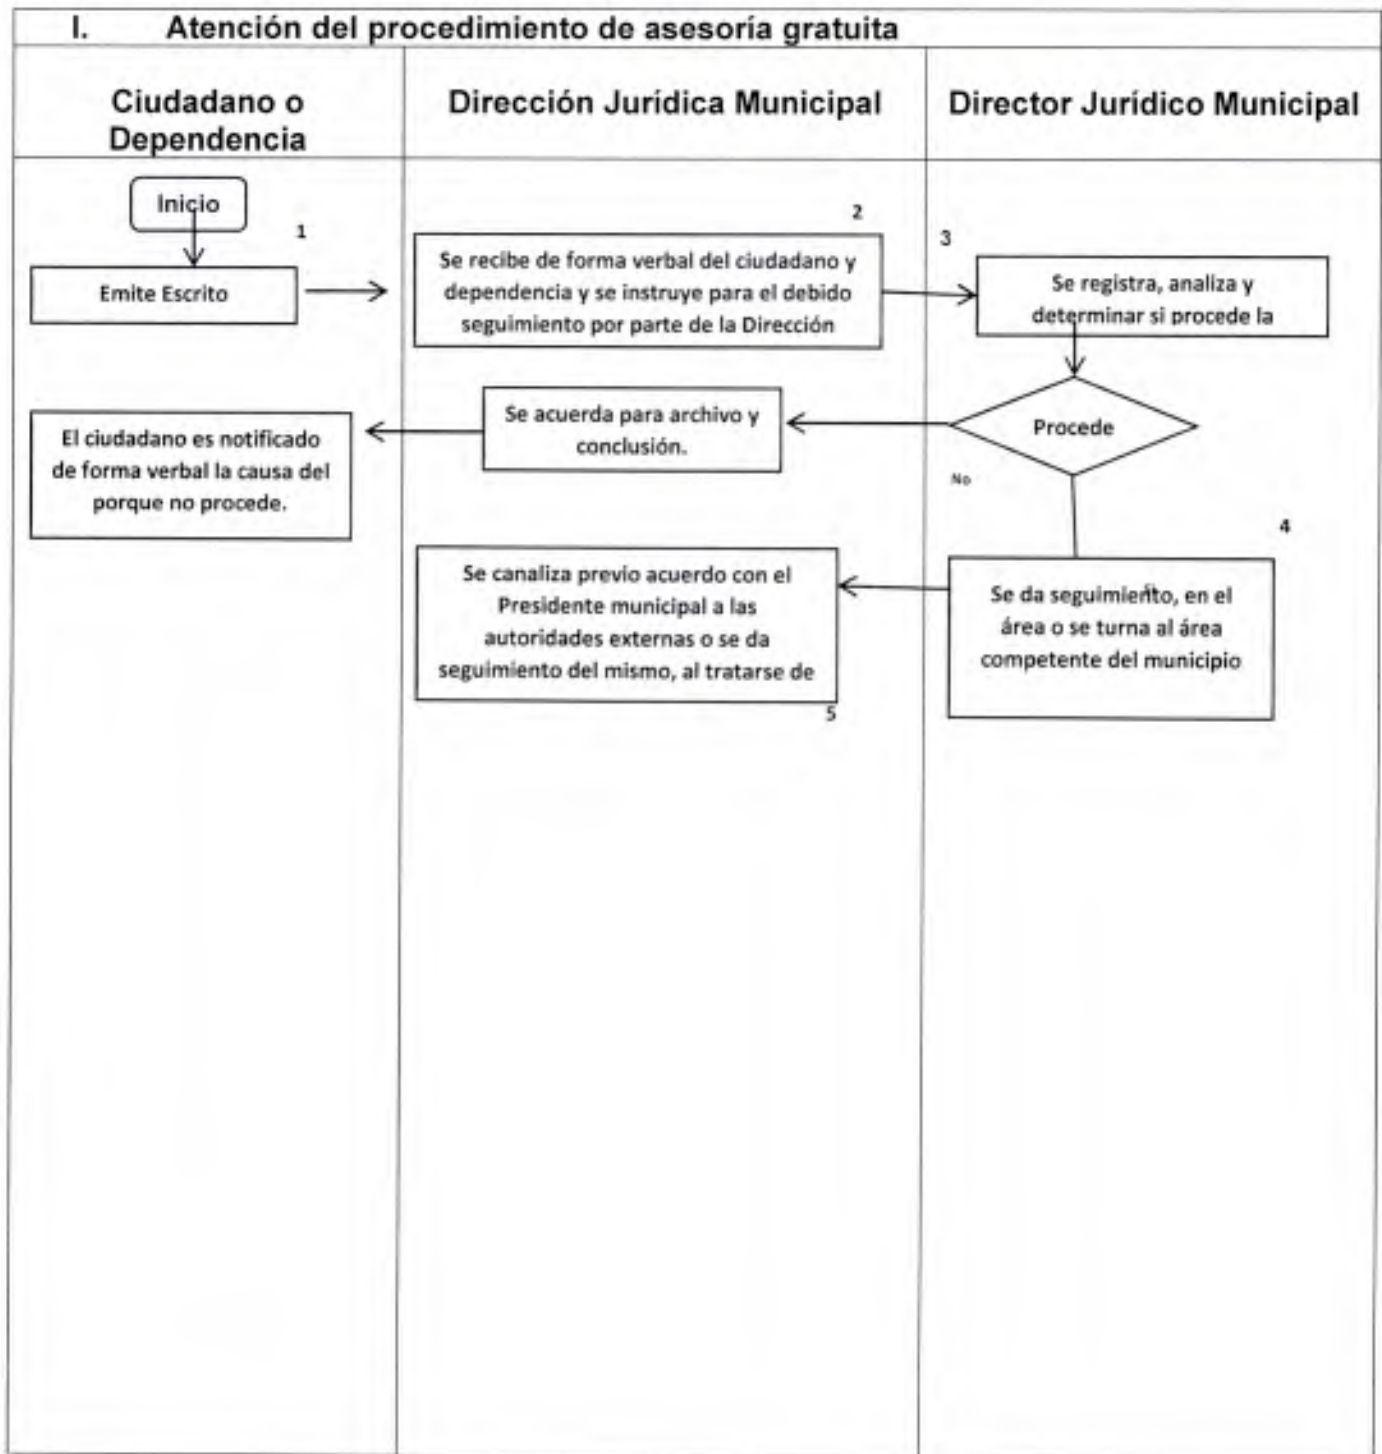 I. Atención del procedimiento de asesoría gratuita
Ciudadano o
Dependencia
Dirección Jurídica Municipal
Director Jurídico Municipal
Inicio
1
Emite Escrito
2
Se recibe de forma verbal del ciudadano y
dependencia y se instruye para el debido
seguimiento por parte de la Dirección
3
Se registra, analiza y
determinar si procede la
Procede
No
Se acuerda para archivo y
conclusión.
El ciudadano es notificado
de forma verbal la causa del
porque no procede.
4
Se da seguimiento, en el
área o se turna al área
competente del municipio
Se canaliza previo acuerdo con el
Presidente municipal a las
autoridades externas o se da
seguimiento del mismo, al tratarse de
5